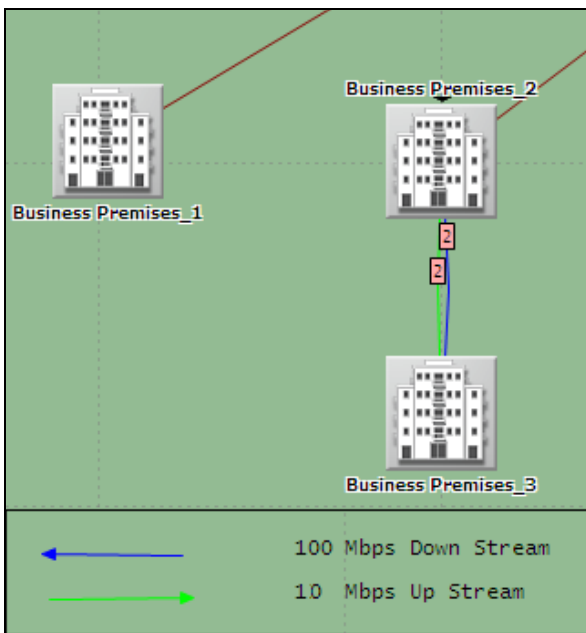 Business Premises_2
Business Premises_1
2
2
Business Premises_3
100 Mbps Down Stream
10 Mbps Up Stream